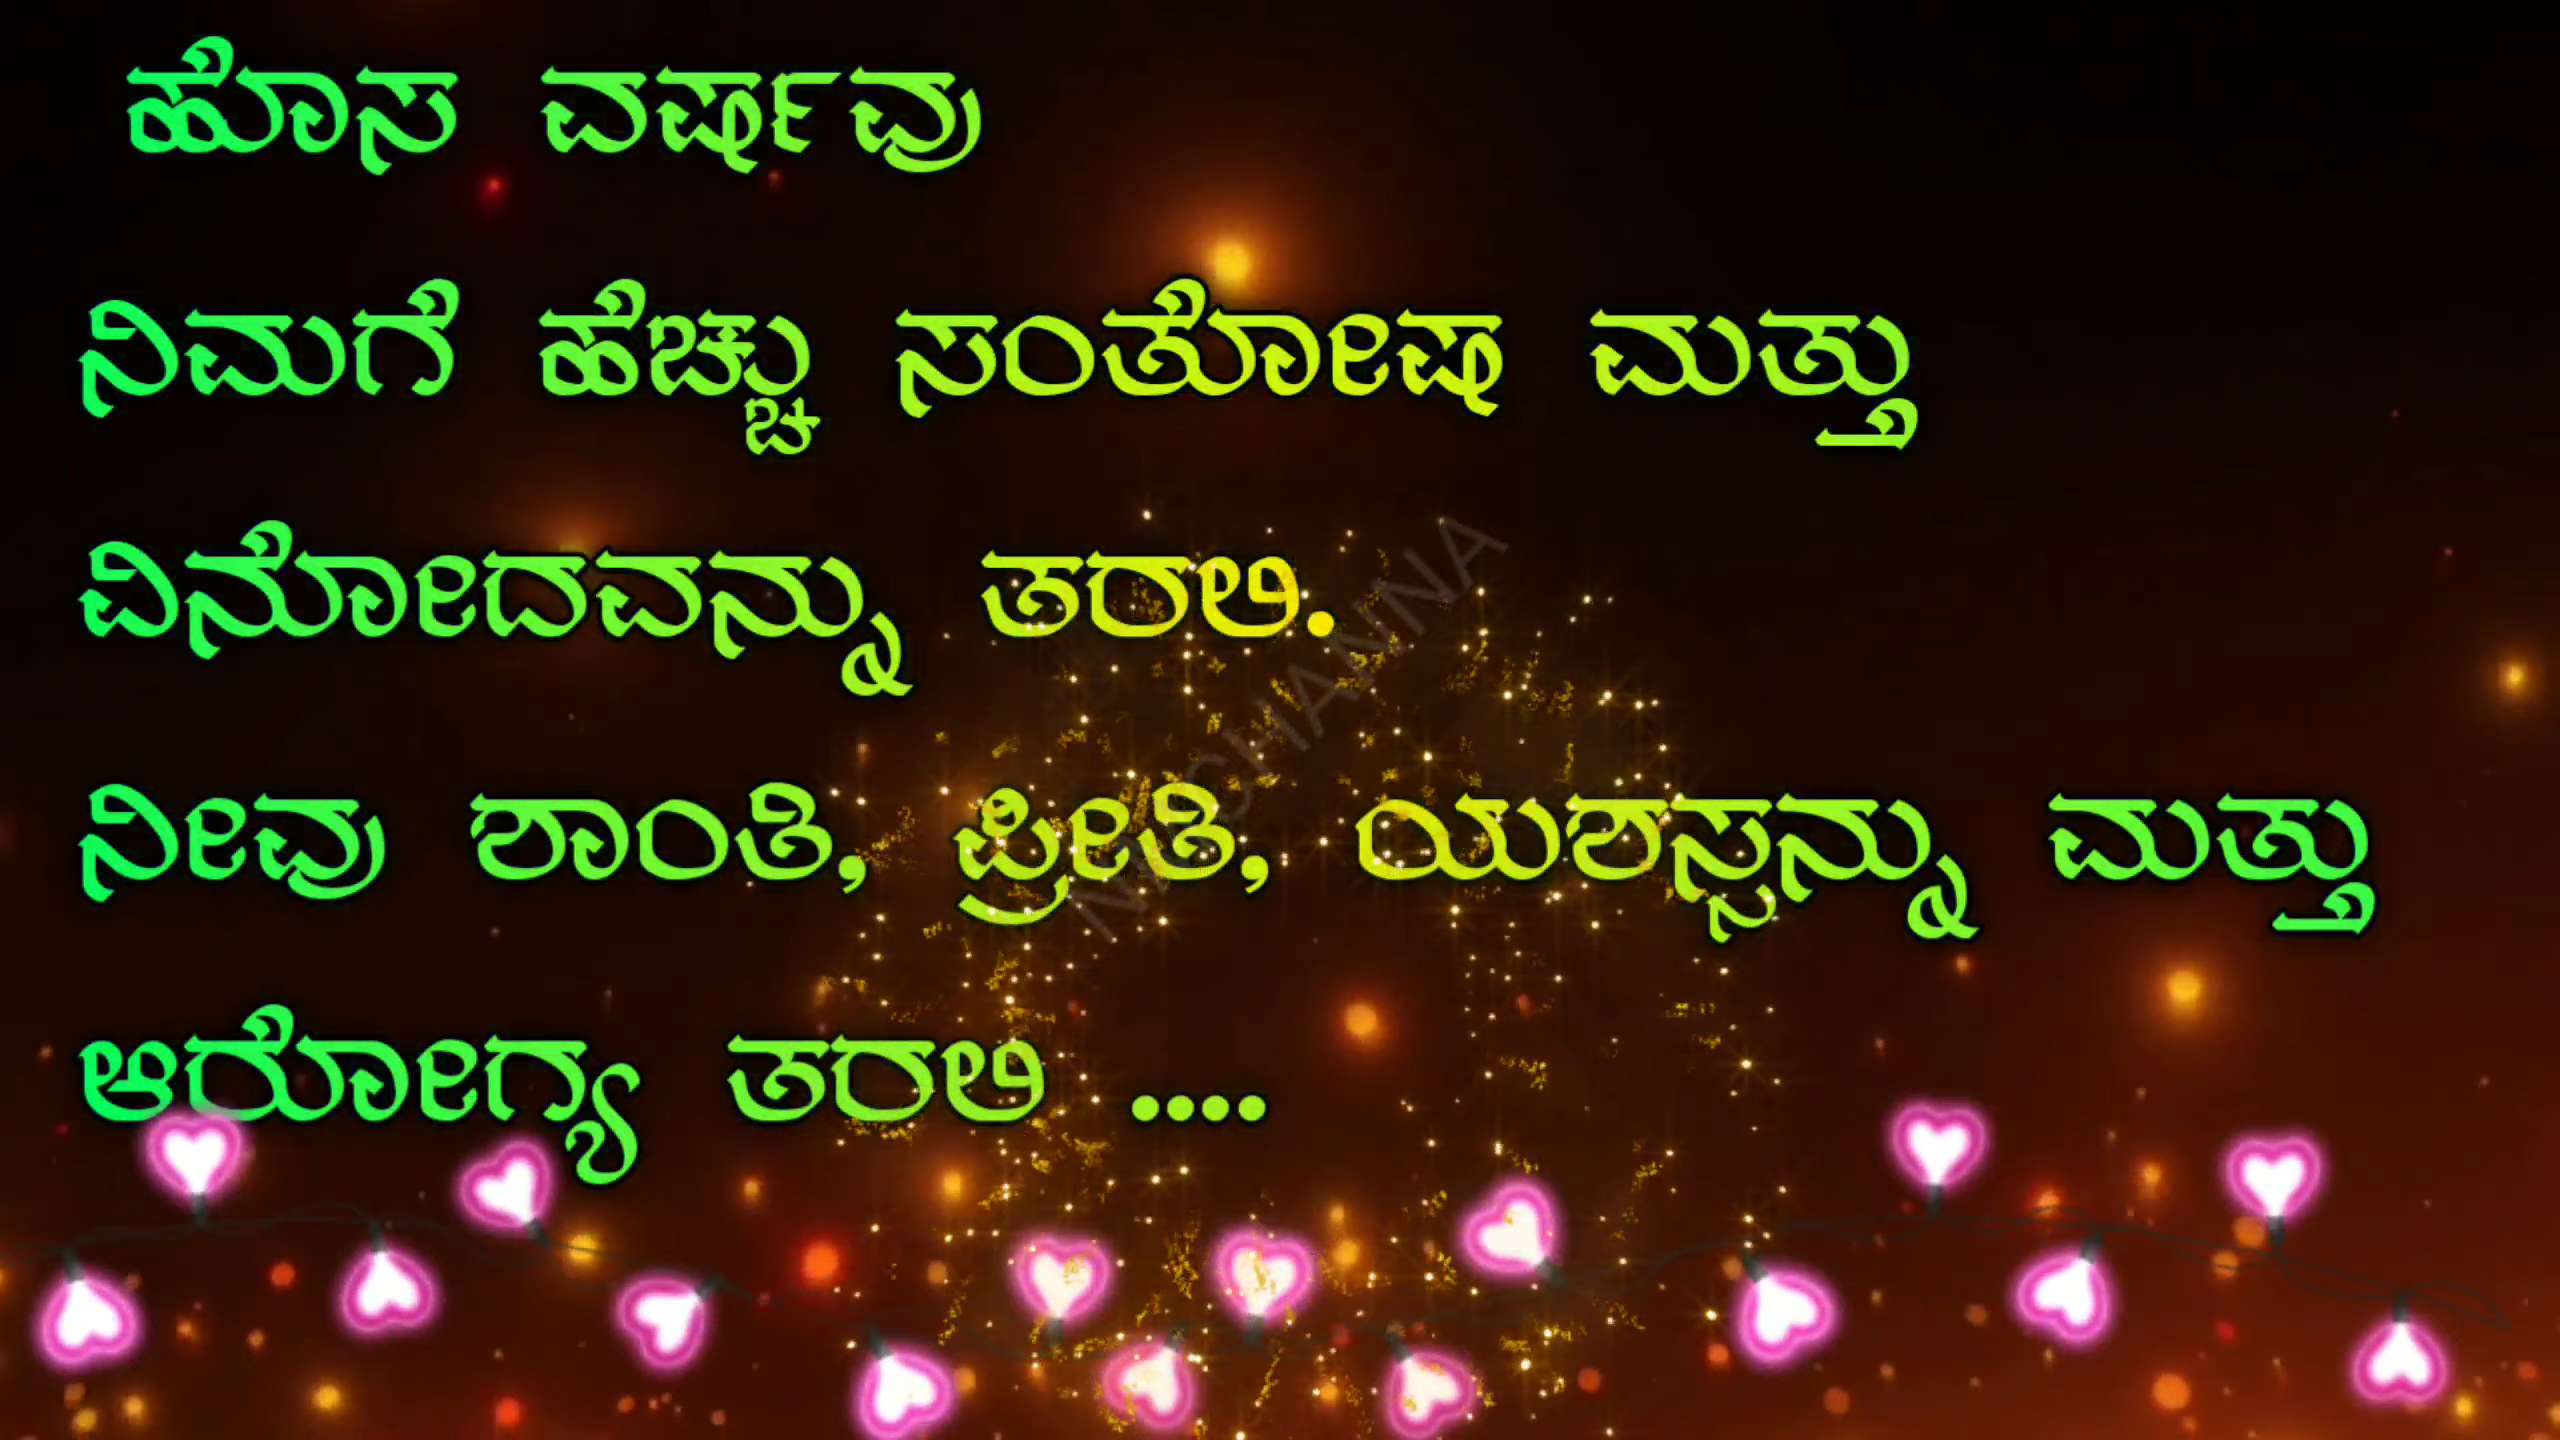 ಹೊಸ ವರ್ಷವು
ನಿಮಗೆ ಹೆಚ್ಚು ಸಂತೋಷ ಮತ್ತು
ವಿನೋದವನ್ನು ತರಲಿ.
ನೀವು ಶಾಂತಿ, ಪ್ರೀತಿ, ಯಶಸ್ಸನ್ನು ಮತ್ತು
ಆರೋಗ್ಯ ತರಲಿ ....